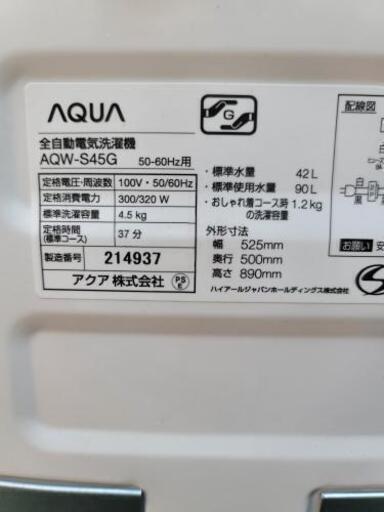 AQUA
G
配線図
全自動電気洗濯機
AQW-S45G 50-60Hz用
定格電圧・周波数 100V・50/60Hz
定格消費電力 300/320 W
標準洗濯容量 4.5 kg
定格時間 37分
(標準コース)
製造番号 214937
アクア 株式会社
PS
E
・標準水量 42L
・標準使用水量 90L
・おしゃれ着コース時 1.2kg
の洗濯容量
外形寸法
幅 525mm
奥行 500mm
高さ 890mm
ハイアールジャパンホールディングス株式会社
お願い